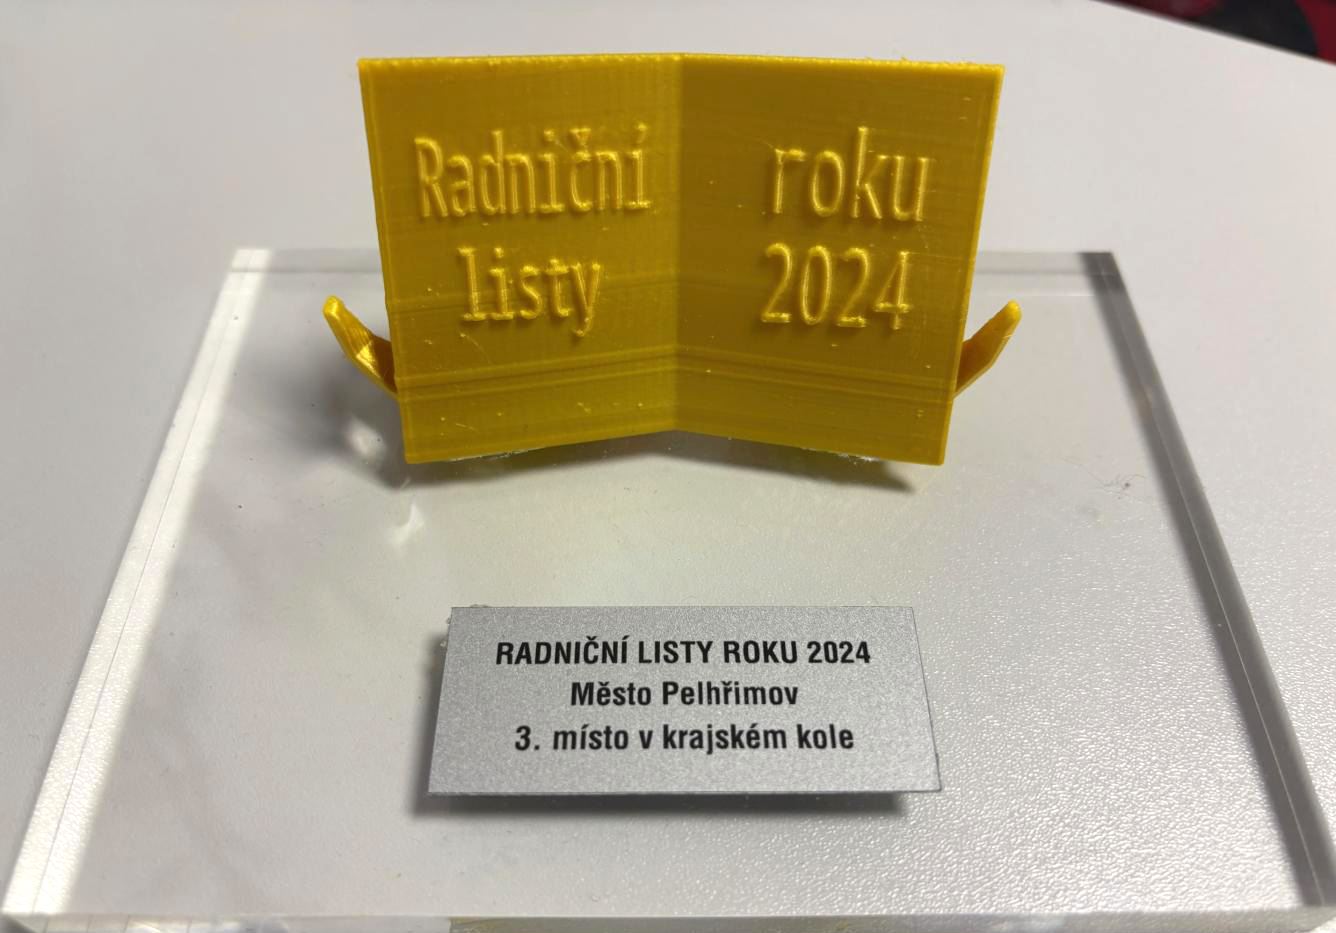 Radniční
listy
roku
2024
RADNIČNÍ LISTY ROKU 2024
Město Pelhřimov
3. místo v krajském kole